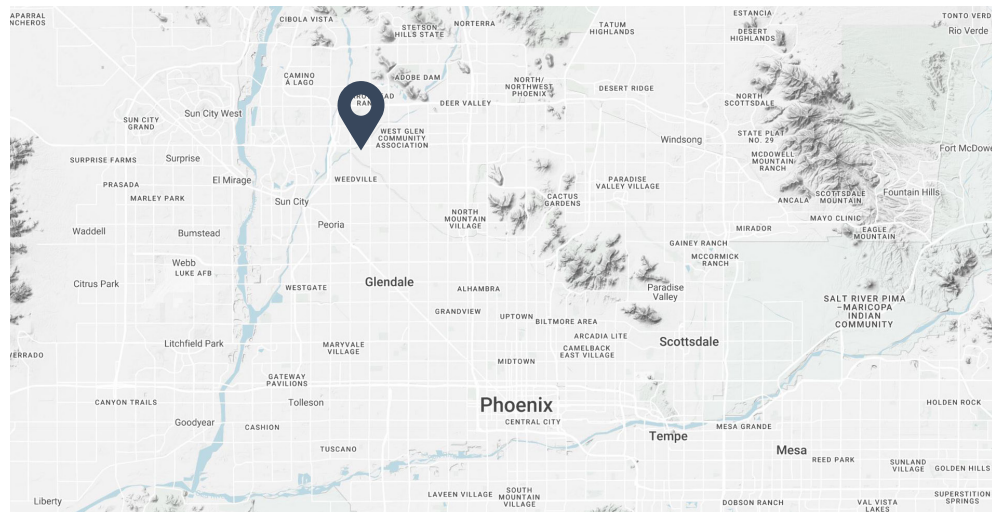 APARRAL
NCHEROS
CIBOLA VISTA
STETSON
HILLS STATE
NORTERRA
TATUM
HIGHLANDS
ESTANCIA
DESERT
HIGHLANDS
TONTO VERD
Rio Verde
CAMINO
Á LAGO
ADOBE DAM
NORTH/
NORTHWEST
PHOENIX
DESERT RIDGE
NORTH
SCOTTSDALE
DEER VALLEY
SUN CITY
GRAND
Sun City West
WEST GLEN
COMMUNITY
ASSOCIATION
Windsong
STATE PLAT
NO. 29
Fort McDowe
SURPRISE FARMS
Surprise
MCDOWELL
MOUNTAIN
RANCH
PRASADA
El Mirage
WEEDVILLE
PARADISE
VALLEY VILLAGE
MARLEY PARK
Sun City
CACTUS
GARDENS
ANCALA
SCOTTSDALE
MOUNTAIN
Fountain Hills
Waddell
Bumstead
Peoria
NORTH
MOUNTAIN
VILLAGE
MAYO CLINIC
MIRADOR
EAGLE
MOUNTAIN
GAINEY RANCH
MCCORMICK
RANCH
Webb
LUKE AFB
Citrus Park
WESTGATE
Glendale
ALHAMBRA
Paradise
Valley
SALT RIVER PIMA
–MARICOPA
INDIAN
COMMUNITY
GRANDVIEW
UPTOWN
BILTMORE AREA
ARCADIA LITE
Scottsdale
VERRADO
Litchfield Park
MARYVALE
VILLAGE
CAMELBACK
EAST VILLAGE
MIDTOWN
GATEWAY
PAVILIONS
CANYON TRAILS
Tolleson
Phoenix
HOLDEN ROCK
Goodyear
CASHION
CENTRAL CITY
Tempe
MESA GRANDE
TUSCANO
Mesa
REED PARK
SUNLAND
VILLAGE
GOLDEN HILLS
Liberty
LAVEEN VILLAGE
SOUTH
MOUNTAIN
VILLAGE
DOBSON RANCH
VAL VISTA
LAKES
SUPERSTITION
SPRINGS